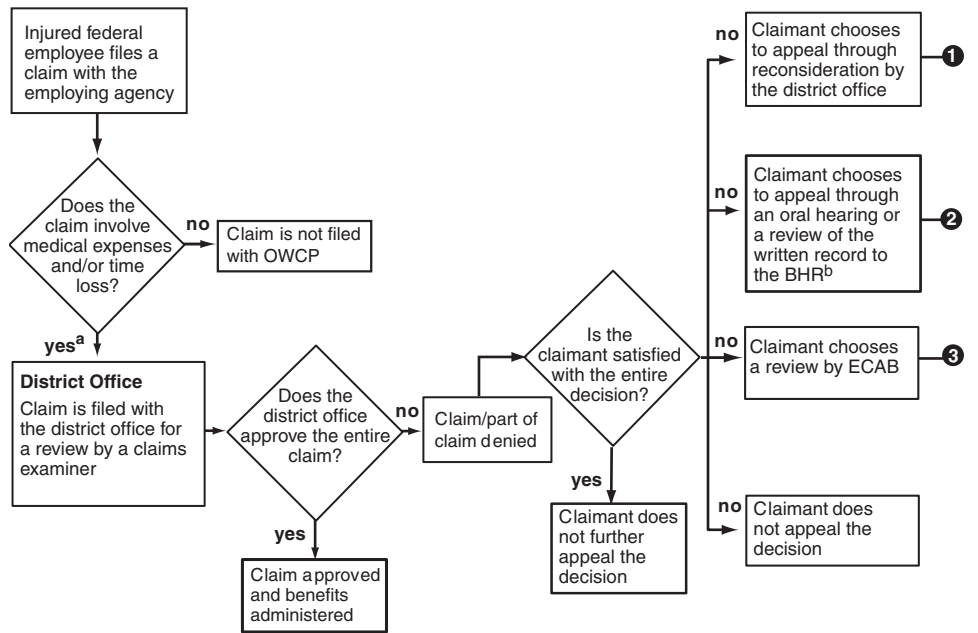 Injured federal
employee files a
claim with the
employing agency
Does the
claim involve
medical expenses
and/or time
loss?
no
Claim is not filed
with OWCP
yesa
District Office
Claim is filed with
the district office for
a review by a claims
examiner
Does the
district office
approve the entire
claim?
no
Claim/part of
claim denied
yes
Claim approved
and benefits
administered
Is the
claimant satisfied
with the entire
decision?
yes
Claimant does
not further
appeal the
decision
no
Claimant chooses
to appeal through
reconsideration by
the district office
1
no
Claimant chooses
to appeal through
an oral hearing or
a review of the
written record to
the BHRb
2
no
Claimant chooses
a review by ECAB
3
no
Claimant does
not appeal the
decision